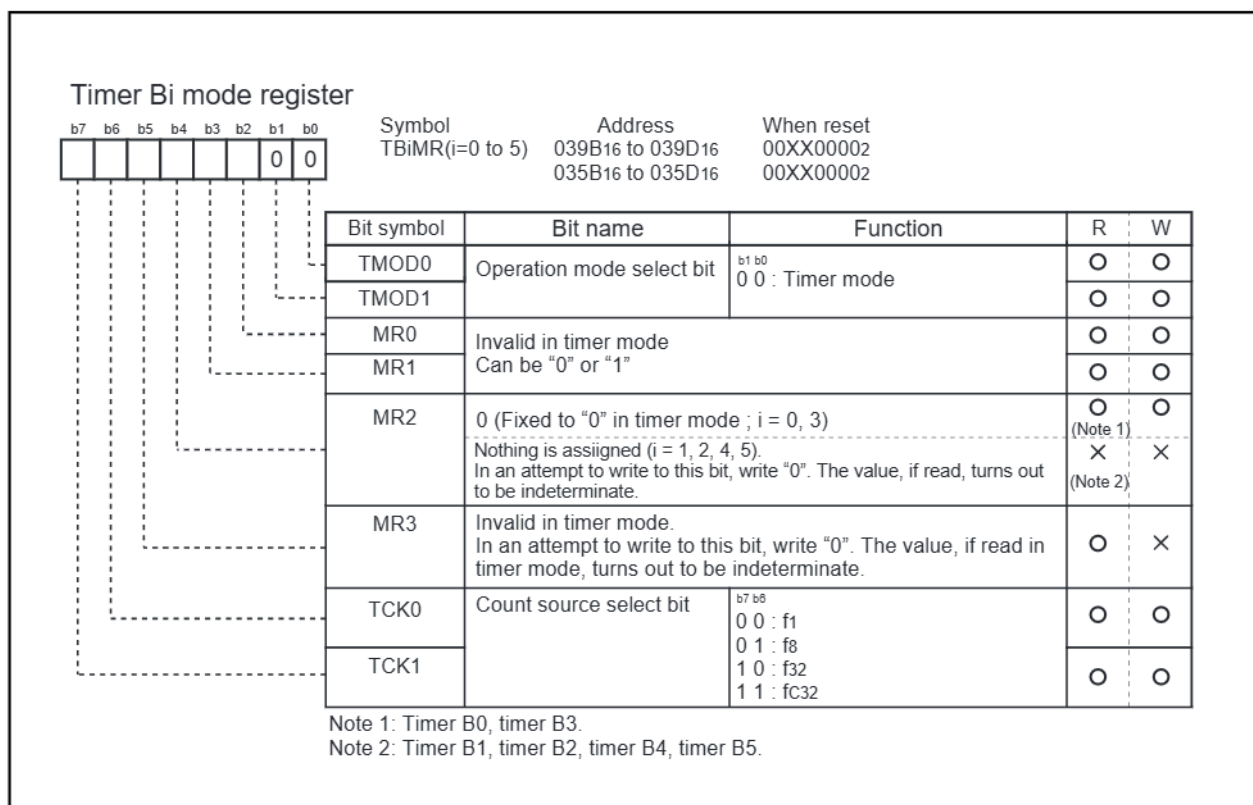 Timer Bi mode register
b7 b6 b5 b4 b3 b2 b1 b0
0 0
Symbol Address When reset
TBiMR(i=0 to 5) 039B16 to 039D16 00XX00002
035B16 to 035D16 00XX00002
Bit symbol Bit name Function R W
TMOD0 Operation mode select bit b1 b0
0 0 : Timer mode
TMOD1
MR0 Invalid in timer mode
MR1 Can be “0” or “1”
MR2 0 (Fixed to “0” in timer mode ; i = 0, 3) (Note 1)
Nothing is assiigned (i = 1, 2, 4, 5).
In an attempt to write to this bit, write “0”. The value, if read, turns out
to be indeterminate. (Note 2)
MR3 Invalid in timer mode.
In an attempt to write to this bit, write “0”. The value, if read in
timer mode, turns out to be indeterminate.
TCK0 Count source select bit b7 b6
0 0 : f1
0 1 : f8
TCK1 1 0 : f32
1 1 : fC32
Note 1: Timer B0, timer B3.
Note 2: Timer B1, timer B2, timer B4, timer B5.